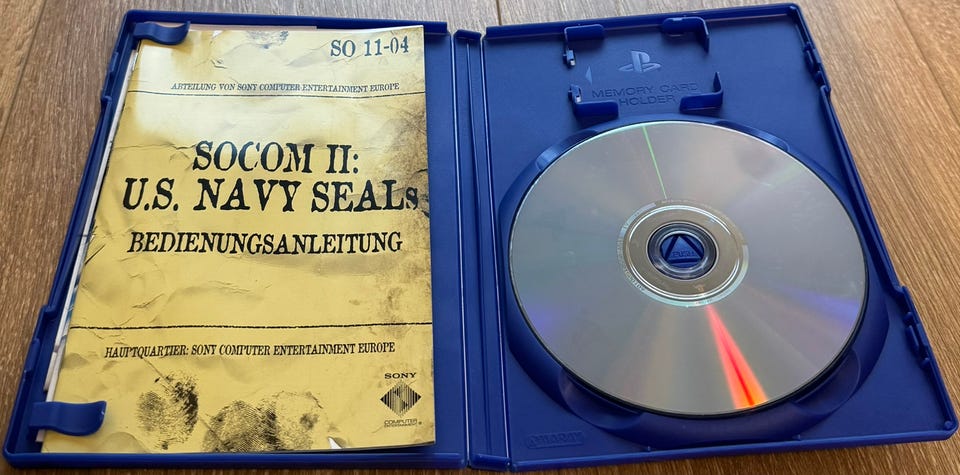 SO 11-04
ABTEILUNG VON SONY COMPUTER ENTERTAINMENT EUROPE
SOCOM II:
U.S. NAVY SEALs
BEDIENUNGSANLEITUNG
HAUPTQUARTIER: SONY COMPUTER ENTERTAINMENT EUROPE
SONY
COMPUTER
ENTERTAINMENT
MEMORY CARD
HOLDER
AMARAY